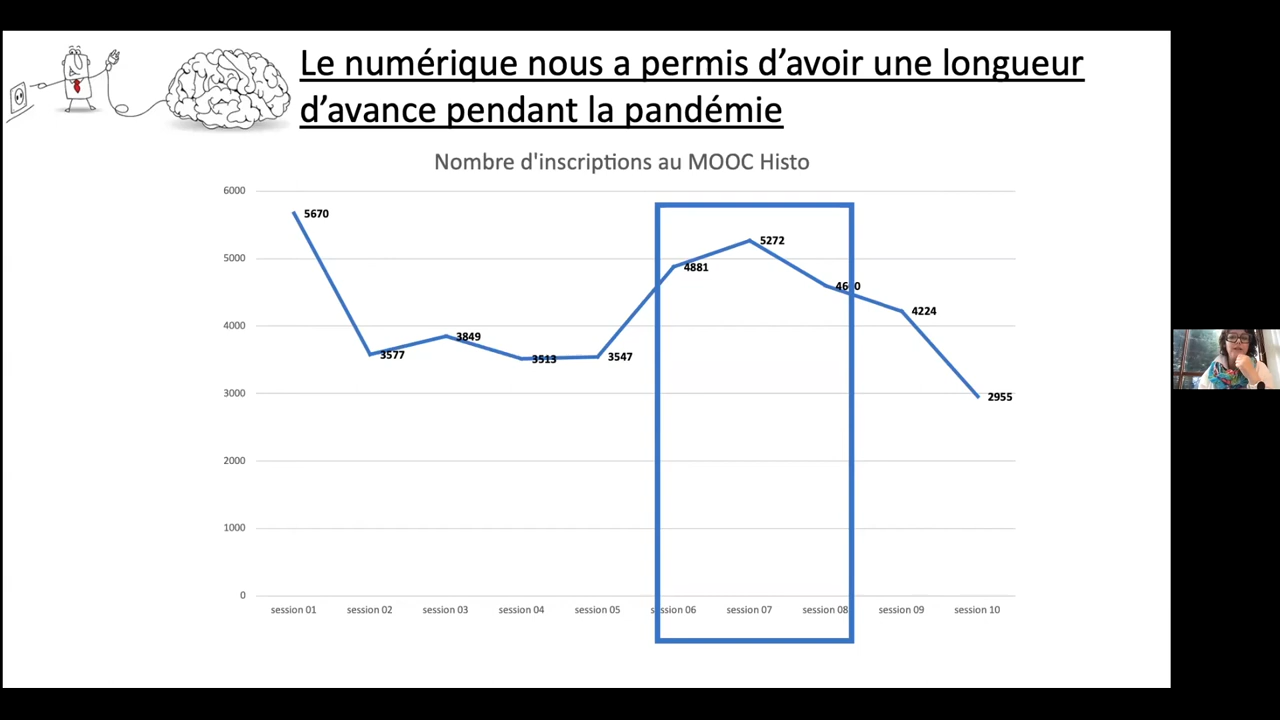 Le numérique nous a permis d'avoir une longueur
d'avance pendant la pandémie
Nombre d'inscriptions au MOOC Histo
6000
5000
4000
3000
2000
1000
0
5670
3577
3849
3513
3547
4881
5272
4224
2955
session 01
session 02
session 03
session 04
session 05
session 06
session 07
session 08
session 09
session 10